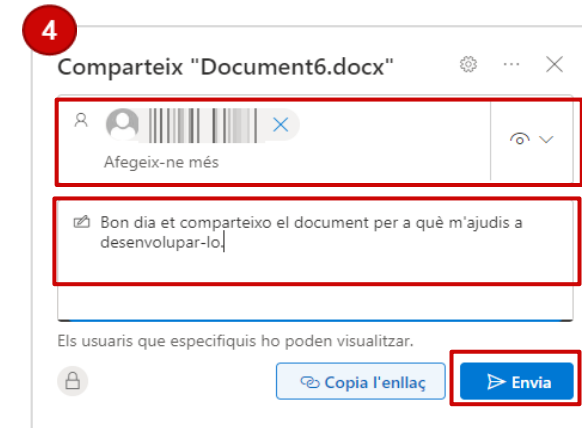 4
Comparteix "Document6.docx"
Afegeix-ne més
Bon dia et comparteixo el document per a què m'ajudis a
desenvolupar-lo.
Els usuaris que especifiquis ho poden visualitzar.
Copia l'enllaç
Envia